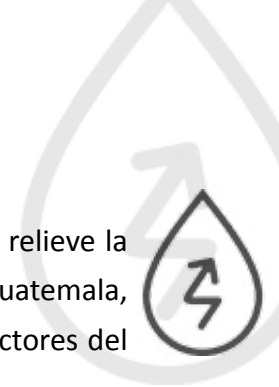 relieve la
uatemala,
ctores del